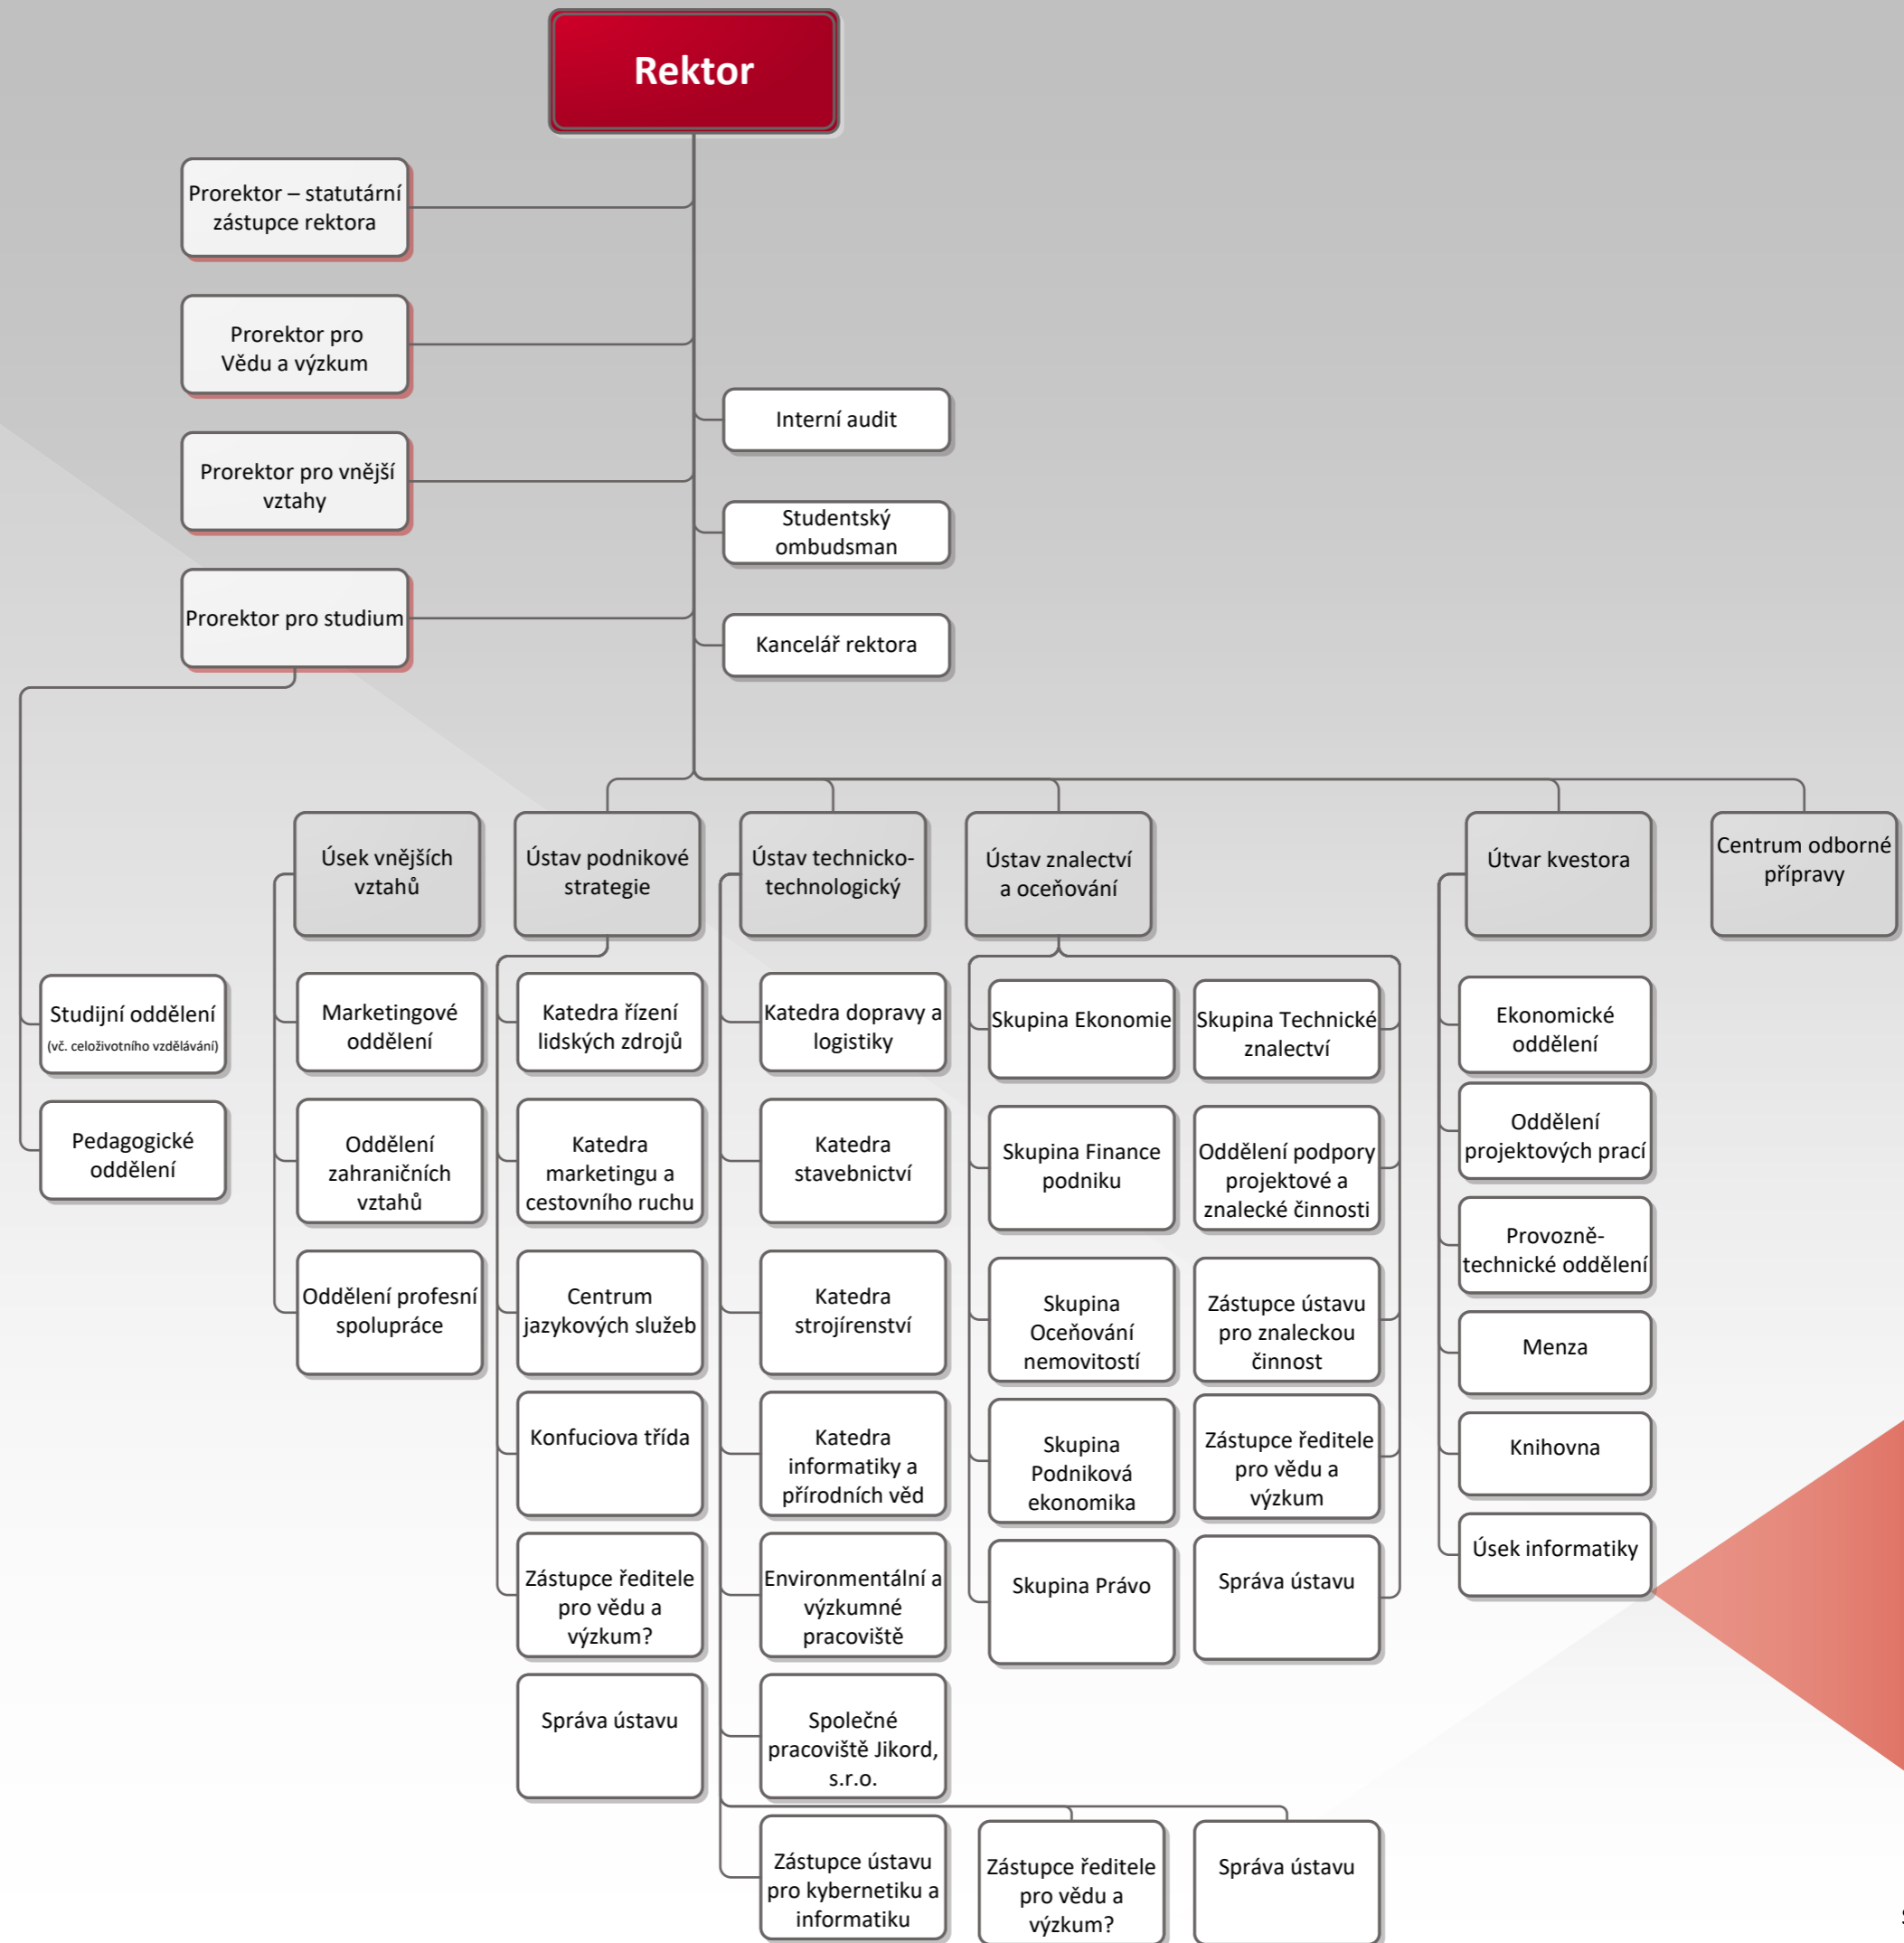 Rektor
Prorektor – statutární
zástupce rektora
Prorektor pro
Vědu a výzkum
Prorektor pro vnější
vztahy
Prorektor pro studium
Interní audit
Studentský
ombudsman
Kancelář rektora
Studijní oddělení
(vč. celoživotního vzdělávání)
Pedagogické
oddělení
Úsek vnějších
vztahů
Marketingové
oddělení
Oddělení
zahraničních
vztahů
Oddělení profesní
spolupráce
Ústav podnikové
strategie
Katedra řízení
lidských zdrojů
Katedra
marketingu a
cestovního ruchu
Centrum
jazykových služeb
Konfuciova třída
Zástupce ředitele
pro vědu a
výzkum?
Správa ústavu
Ústav technicko-
technologický
Katedra dopravy a
logistiky
Katedra
stavebnictví
Katedra
strojírenství
Katedra
informatiky a
přírodních věd
Environmentální a
výzkumné
pracoviště
Společné
pracoviště Jikord,
s.r.o.
Zástupce ústavu
pro kybernetiku a
informatiku
Zástupce ředitele
pro vědu a
výzkum?
Správa ústavu
Ústav znalectví
a oceňování
Skupina Ekonomie
Skupina Finance
podniku
Skupina
Oceňování
nemovitostí
Skupina
Podniková
ekonomika
Skupina Právo
Skupina Technické
znalectví
Oddělení podpory
projektové a
znalecké činnosti
Zástupce ústavu
pro znaleckou
činnost
Zástupce ředitele
pro vědu a
výzkum
Správa ústavu
Útvar kvestora
Ekonomické
oddělení
Oddělení
projektových prací
Provozně-
technické oddělení
Menza
Knihovna
Úsek informatiky
Centrum odborné
přípravy